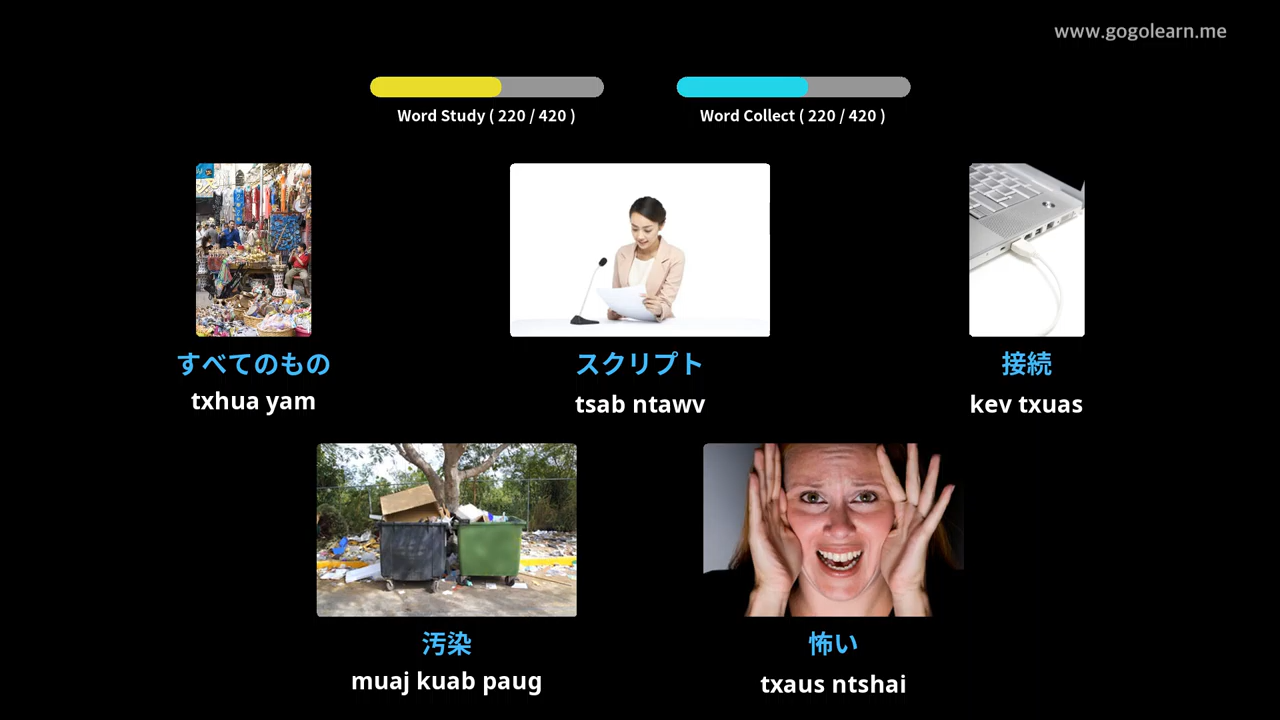 www.gogolearn.me
Word Study ( 220 / 420 )
Word Collect ( 220 / 420 )
すべてのもの
txhua yam
スクリプト
tsab ntawv
接続
kev txuas
汚染
muaj kuab paug
怖い
txaus ntshai